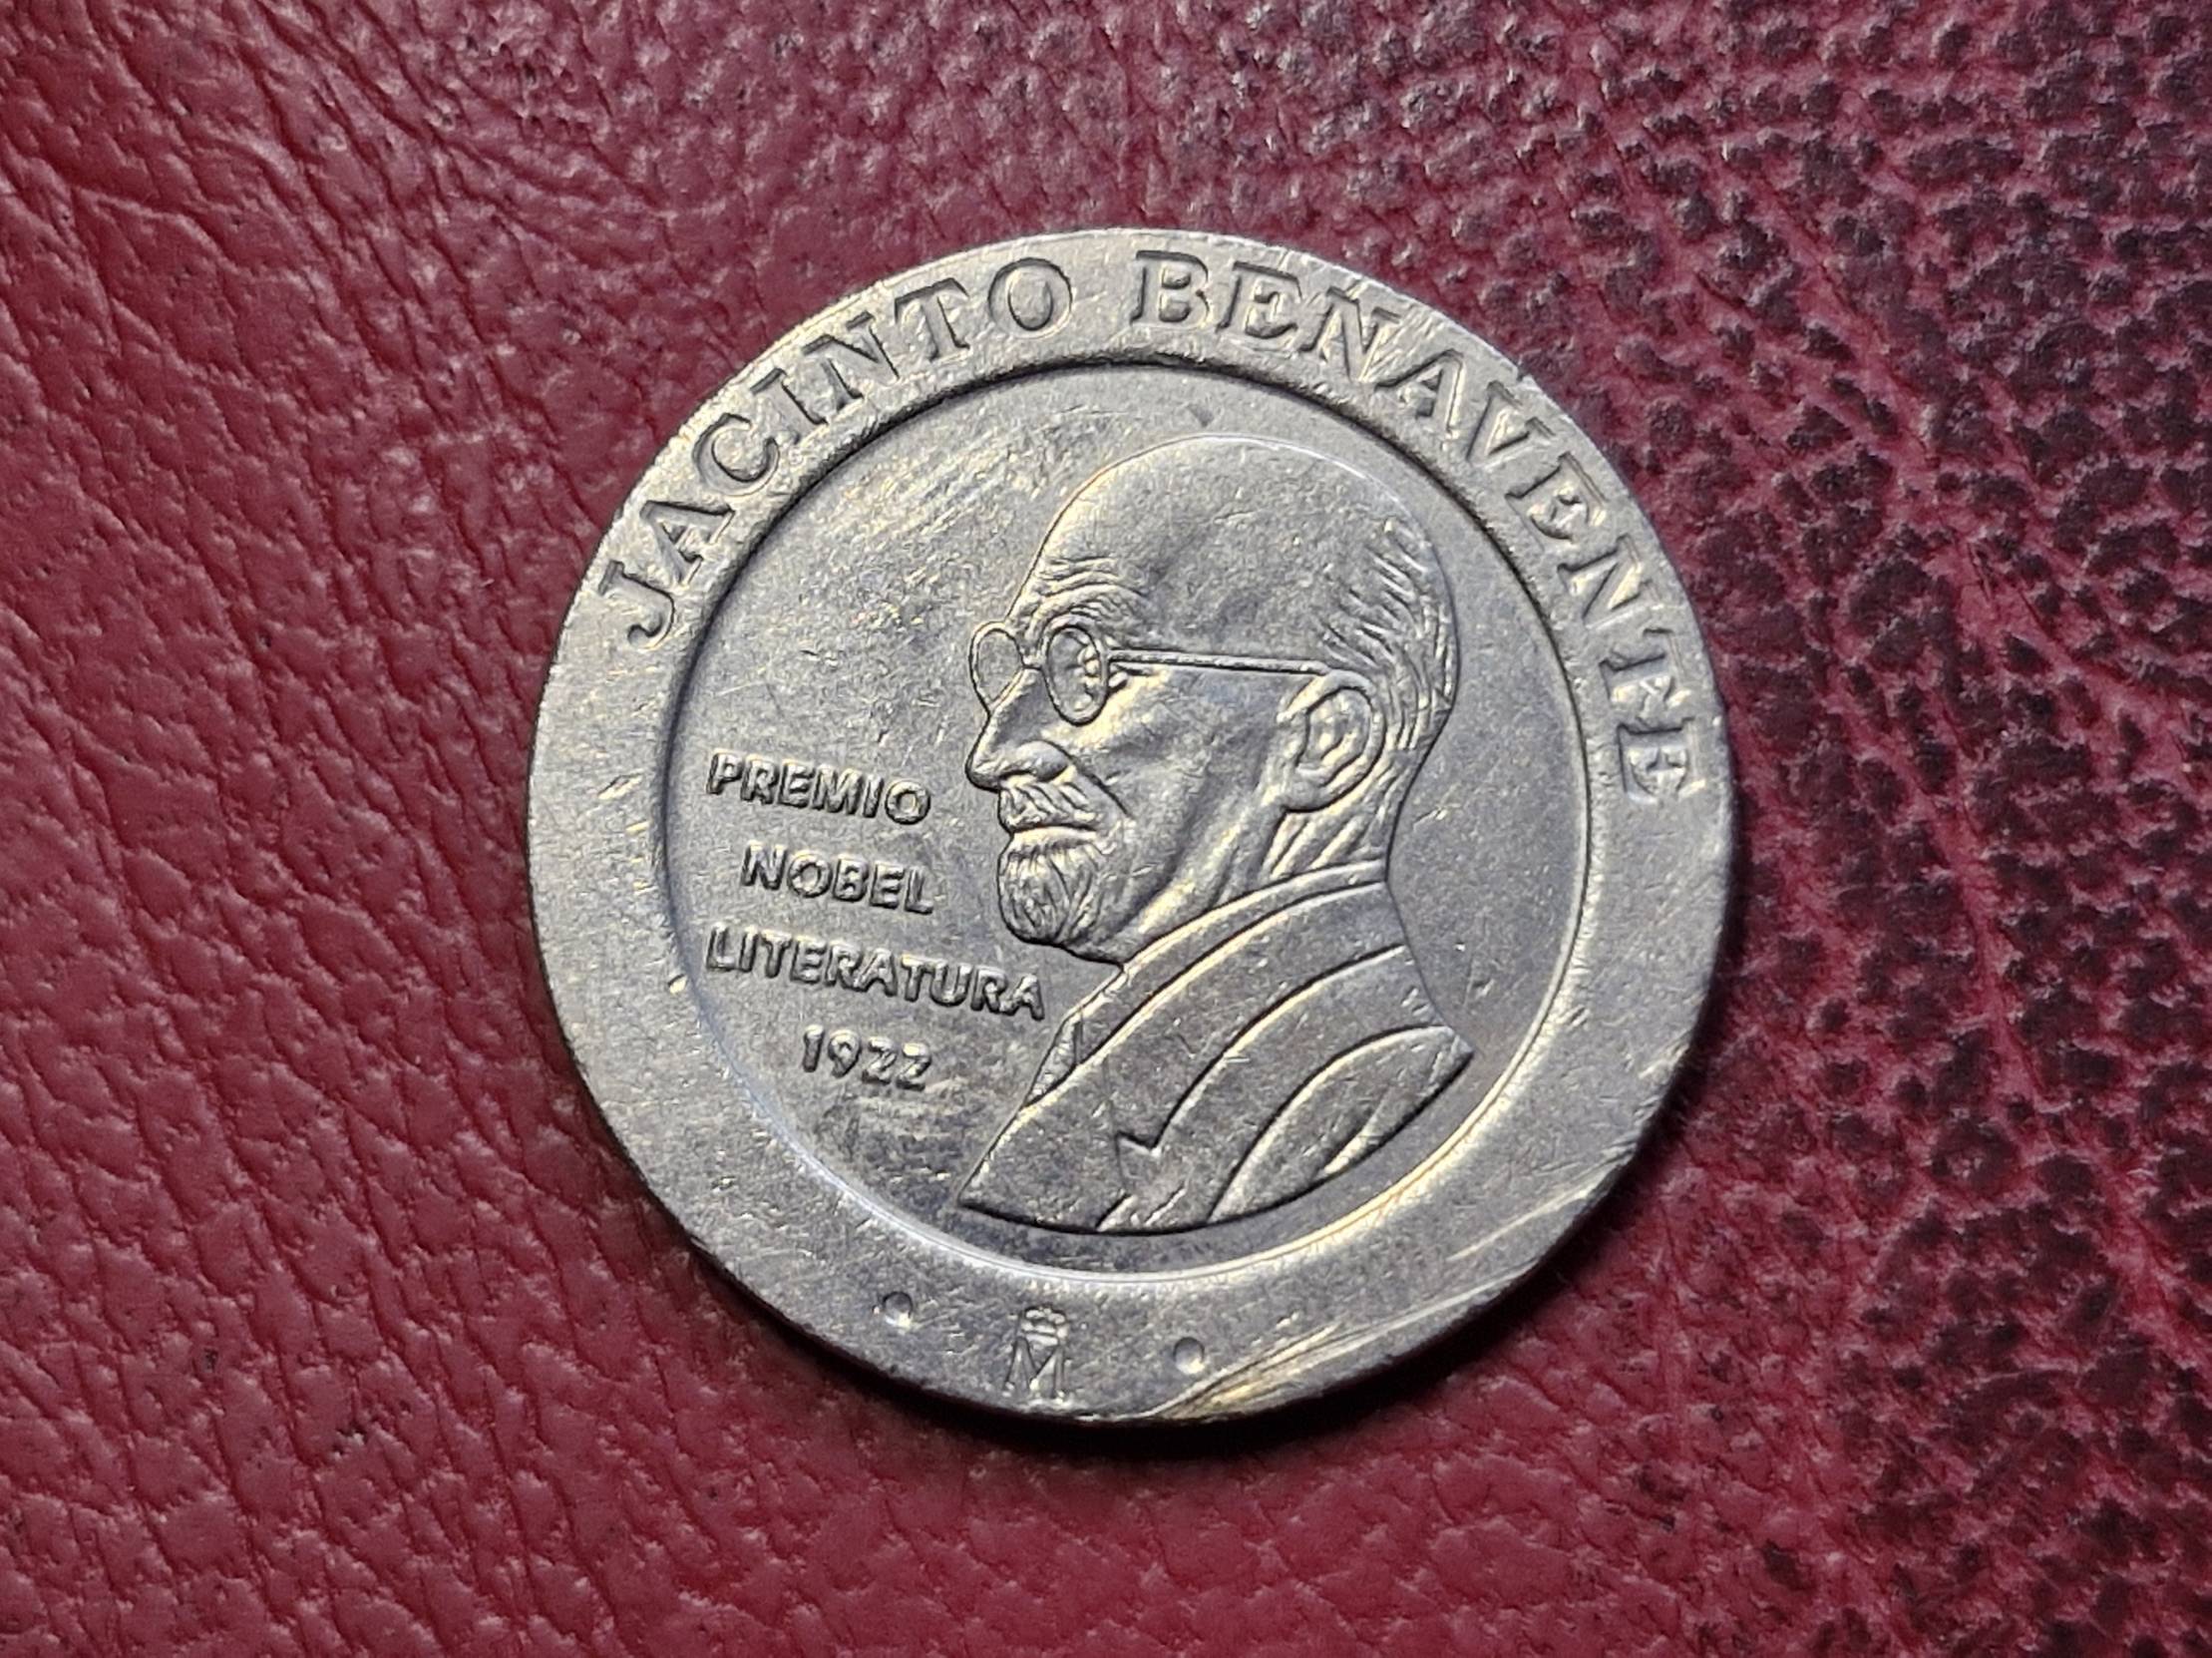 JACINTO BENAVENTE
PREMIO
NOBEL
LITERATURA
1922
M